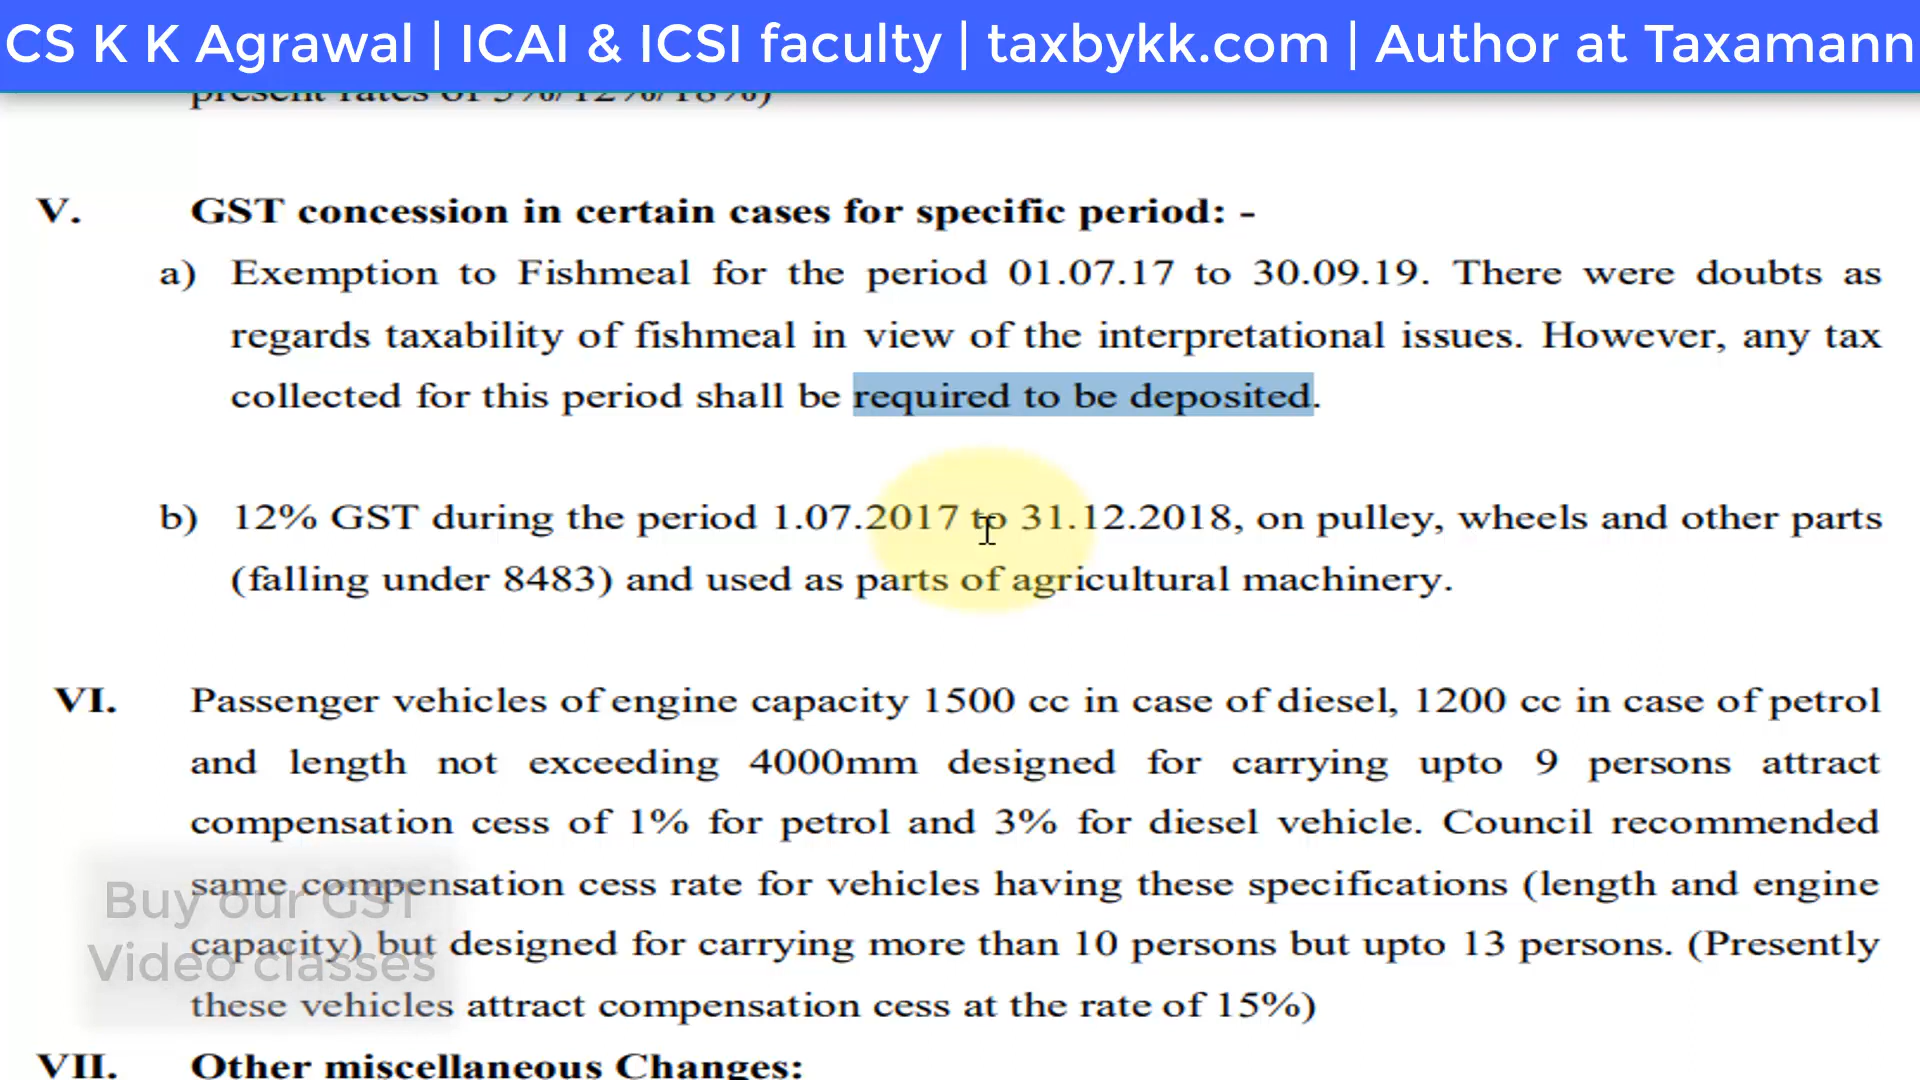 CS K K Agrawal | ICAI & ICSI faculty | taxbykk.com | Author at Taxamann
present rates of 5%/12%/18%)
V. GST concession in certain cases for specific period: -
a) Exemption to Fishmeal for the period 01.07.17 to 30.09.19. There were doubts as
regards taxability of fishmeal in view of the interpretational issues. However, any tax
collected for this period shall be required to be deposited.
b) 12% GST during the period 1.07.2017 to 31.12.2018, on pulley, wheels and other parts
(falling under 8483) and used as parts of agricultural machinery.
VI. Passenger vehicles of engine capacity 1500 cc in case of diesel, 1200 cc in case of petrol
and length not exceeding 4000mm designed for carrying upto 9 persons attract
compensation cess of 1% for petrol and 3% for diesel vehicle. Council recommended
same compensation cess rate for vehicles having these specifications (length and engine
capacity) but designed for carrying more than 10 persons but upto 13 persons. (Presently
these vehicles attract compensation cess at the rate of 15%)
Buy our GST
Video classes
VII. Other miscellaneous Changes: